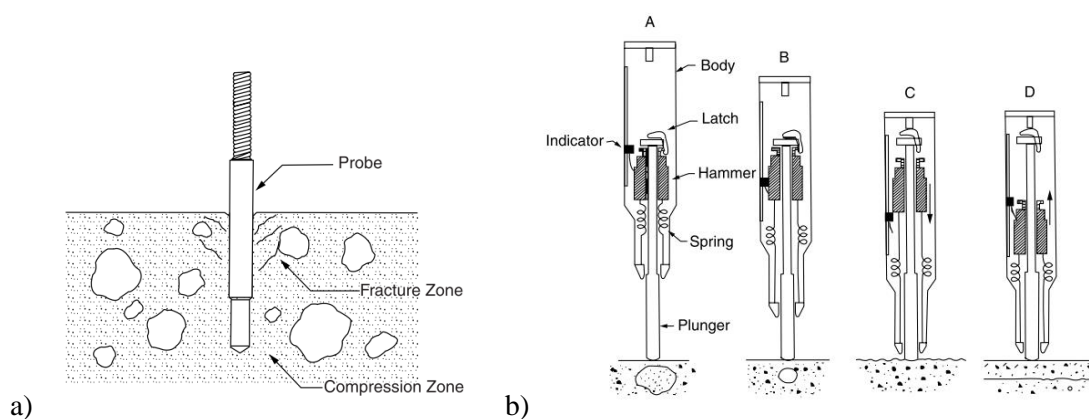 Probe
Fracture Zone
Compression Zone
a)
A
B
C
D
Body
Latch
Indicator
Hammer
Spring
Plunger
b)